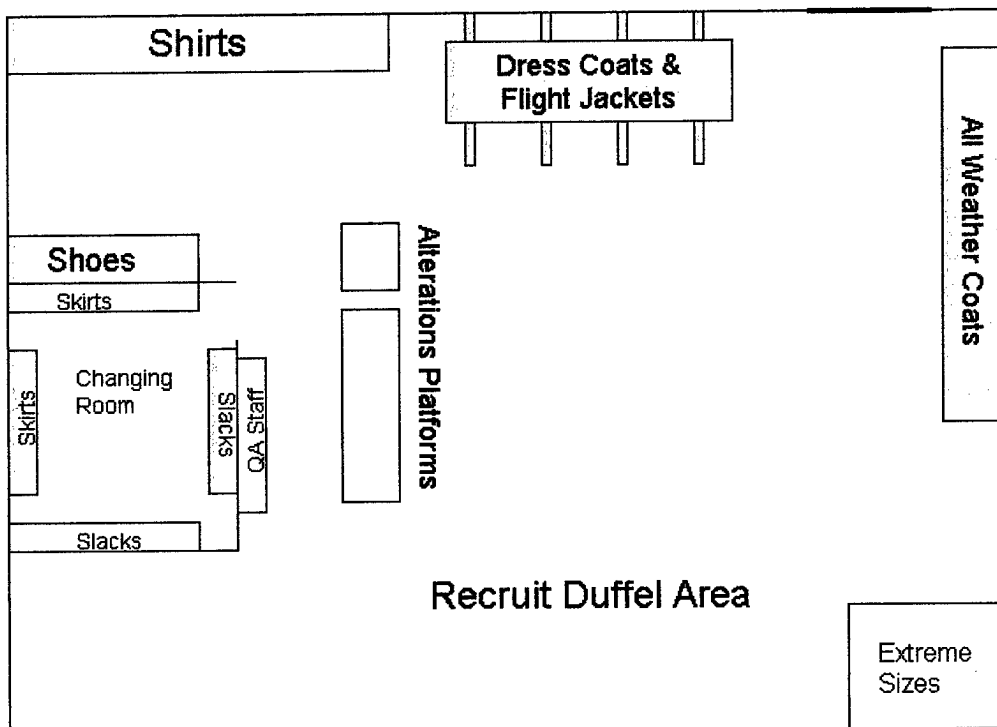 Shirts
Dress Coats &
Flight Jackets
All Weather Coats
Shoes
Skirts
Alterations Platforms
Changing
Room
Skirts
Slacks
QA Staff
Slacks
Recruit Duffel Area
Extreme
Sizes